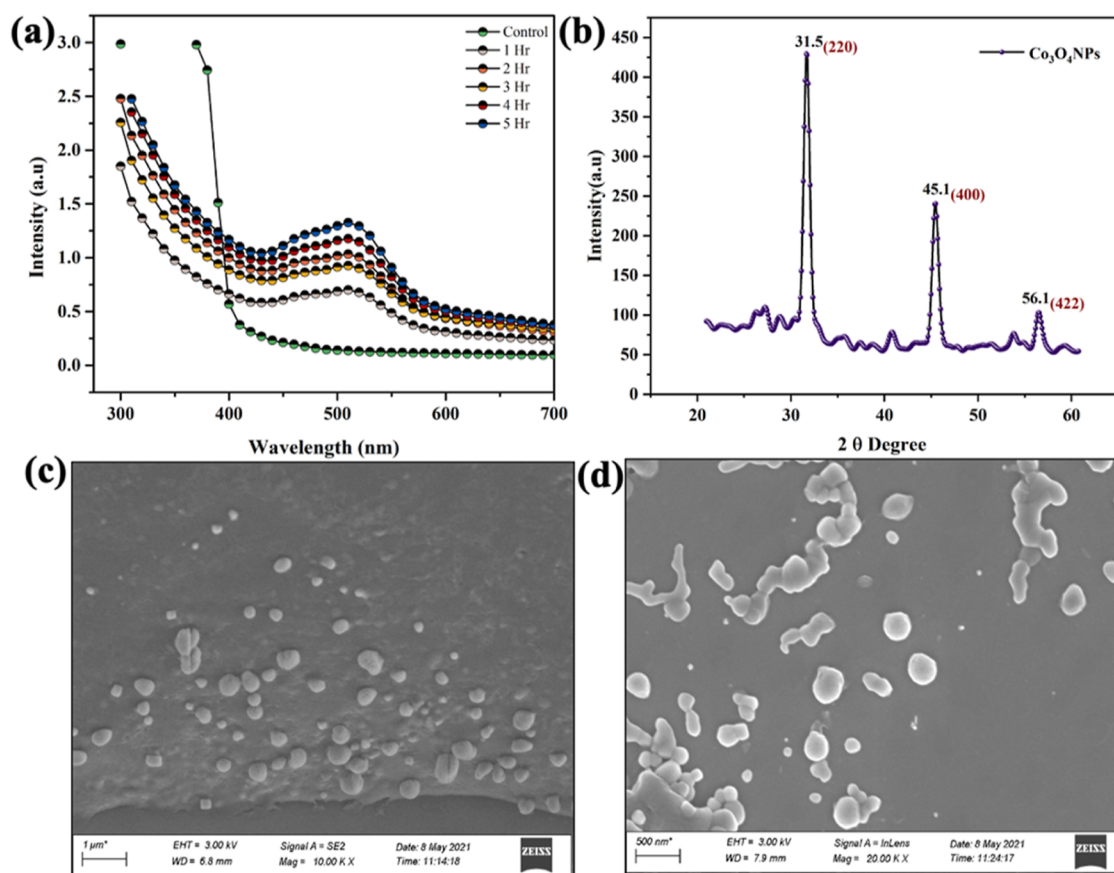 (a)
3.0
2.5
2.0
1.5
1.0
0.5
0.0
Intensity (a.u)
300
400
500
600
700
Wavelength (nm)
Control
1 Hr
2 Hr
3 Hr
4 Hr
5 Hr
(b)
450
400
350
300
250
200
150
100
50
0
Intensity(a.u)
20
30
40
50
60
2 θ Degree
31.5(220)
45.1(400)
56.1(422)
Co₃O₄NPs
(c)
1 µm*
EHT = 3.00 kV
WD = 6.8 mm
Signal A = SE2
Mag = 10.00 K X
Date: 8 May 2021
Time: 11:14:18
ZEISS
(d)
500 nm*
EHT = 3.00 kV
WD = 7.9 mm
Signal A = InLens
Mag = 20.00 K X
Date: 8 May 2021
Time: 11:24:17
ZEISS